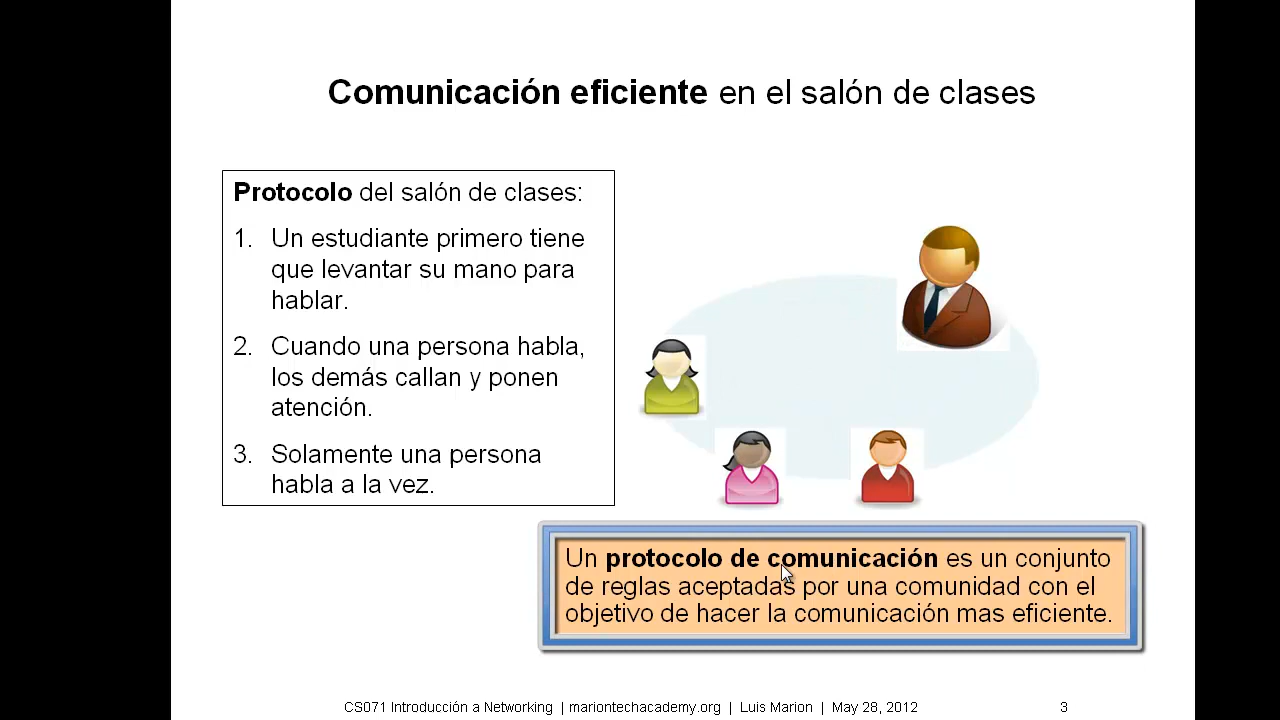 Comunicación eficiente en el salón de clases
Protocolo del salón de clases:
1. Un estudiante primero tiene
que levantar su mano para
hablar.
2. Cuando una persona habla,
los demás callan y ponen
atención.
3. Solamente una persona
habla a la vez.
Un protocolo de comunicación es un conjunto
de reglas aceptadas por una comunidad con el
objetivo de hacer la comunicación mas eficiente.
CS071 Introducción a Networking | mariontechacademy.org | Luis Marion | May 28, 2012 3